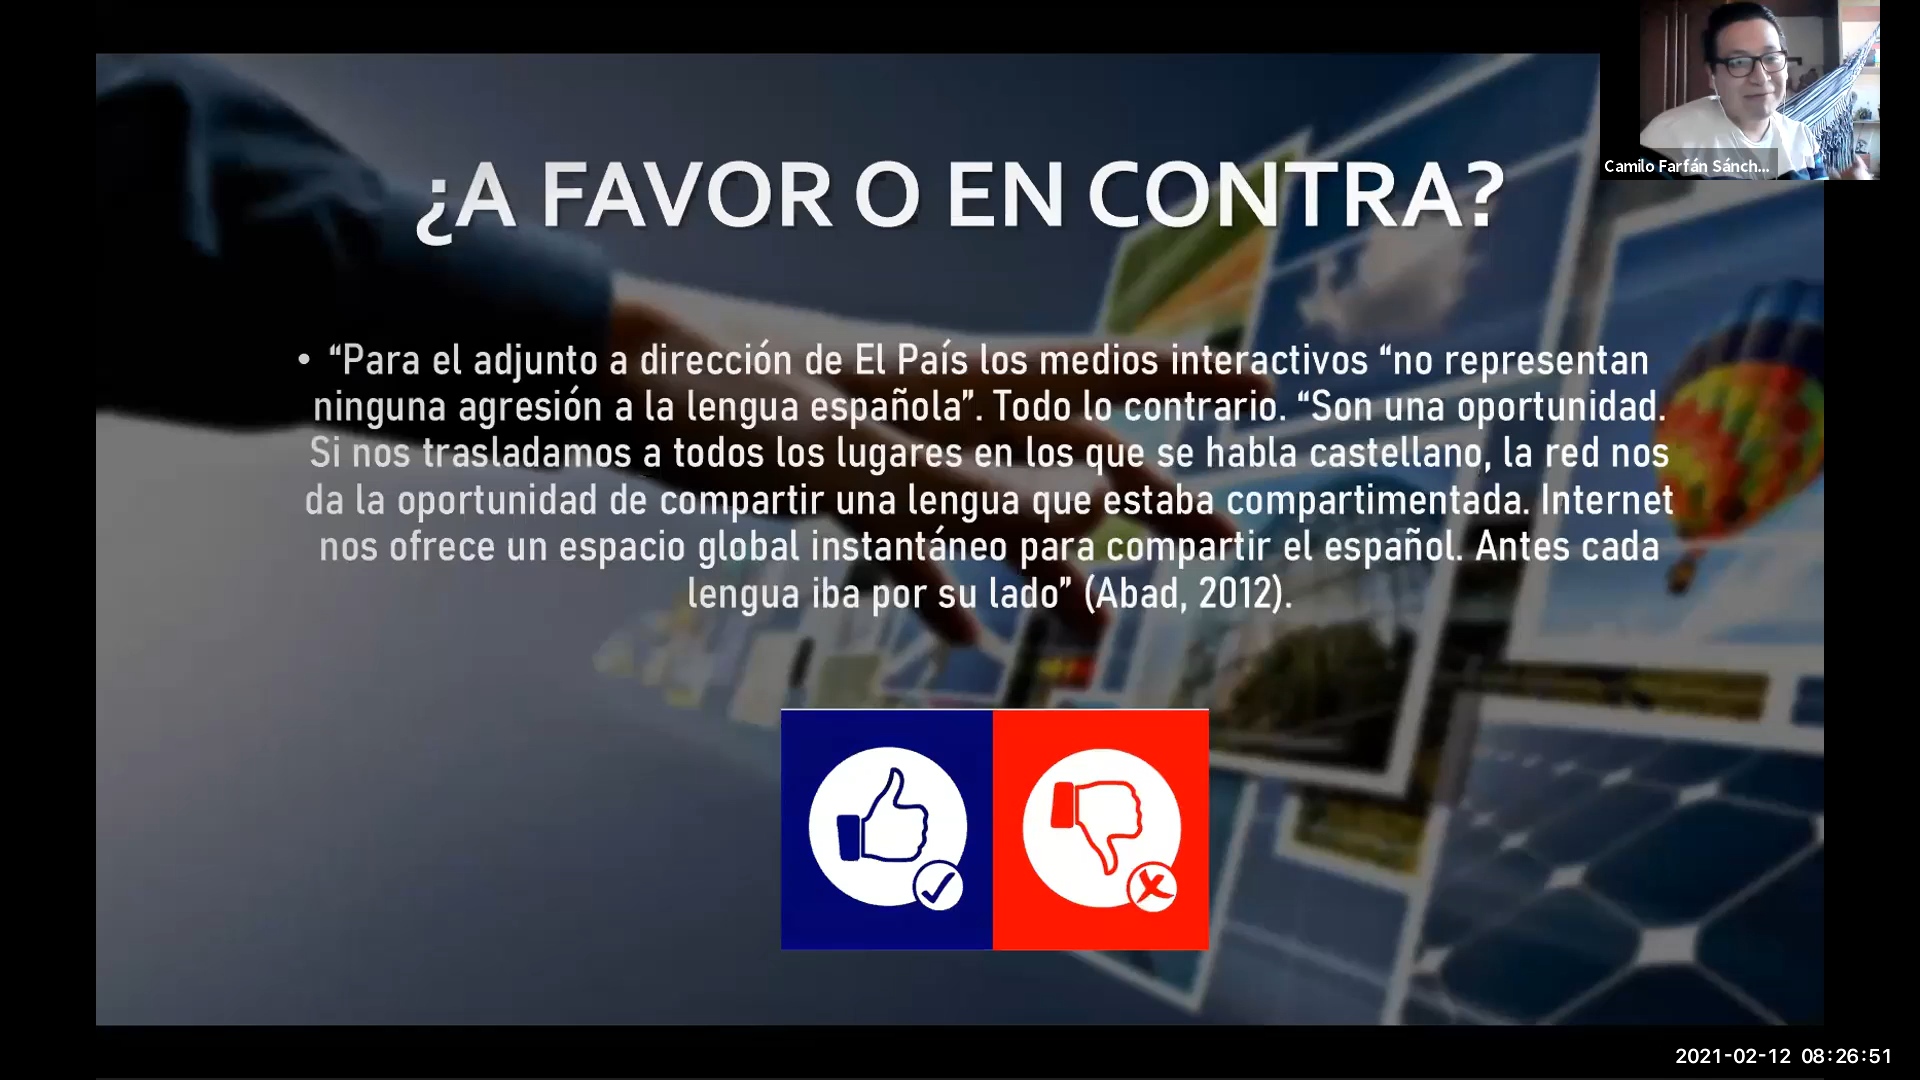 Camilo Farfán Sánch...
¿A FAVOR O EN CONTRA?
• “Para el adjunto a dirección de El País los medios interactivos “no representan
ninguna agresión a la lengua española”. Todo lo contrario. “Son una oportunidad.
Si nos trasladamos a todos los lugares en los que se habla castellano, la red nos
da la oportunidad de compartir una lengua que estaba compartimentada. Internet
nos ofrece un espacio global instantáneo para compartir el español. Antes cada
lengua iba por su lado” (Abad, 2012).
2021-02-12 08:26:51